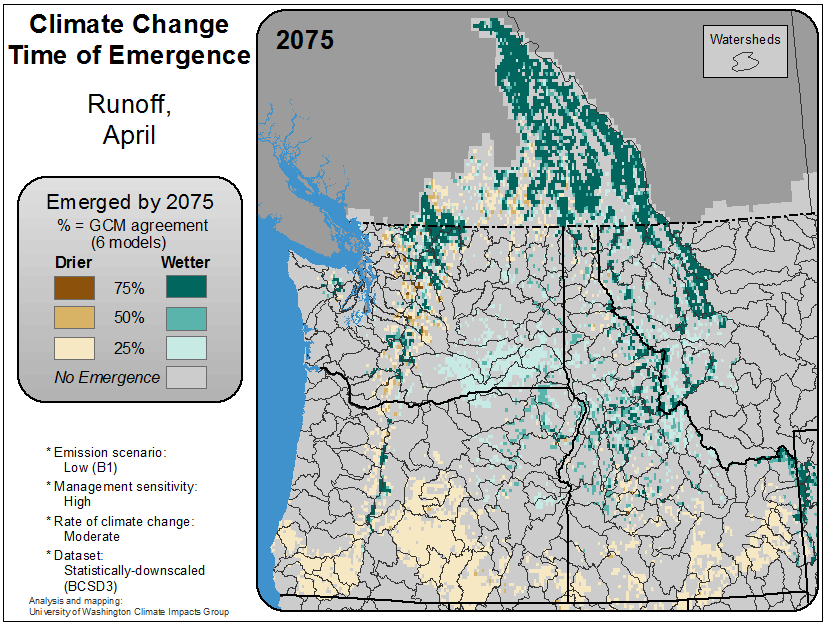 Climate Change
Time of Emergence
Runoff,
April
Emerged by 2075
% = GCM agreement
(6 models)
Drier Wetter
75%
50%
25%
No Emergence
* Emission scenario:
Low (B1)
* Management sensitivity:
High
* Rate of climate change:
Moderate
* Dataset:
Statistically-downscaled
(BCSD3)
Analysis and mapping:
University of Washington Climate Impacts Group
2075
Watersheds